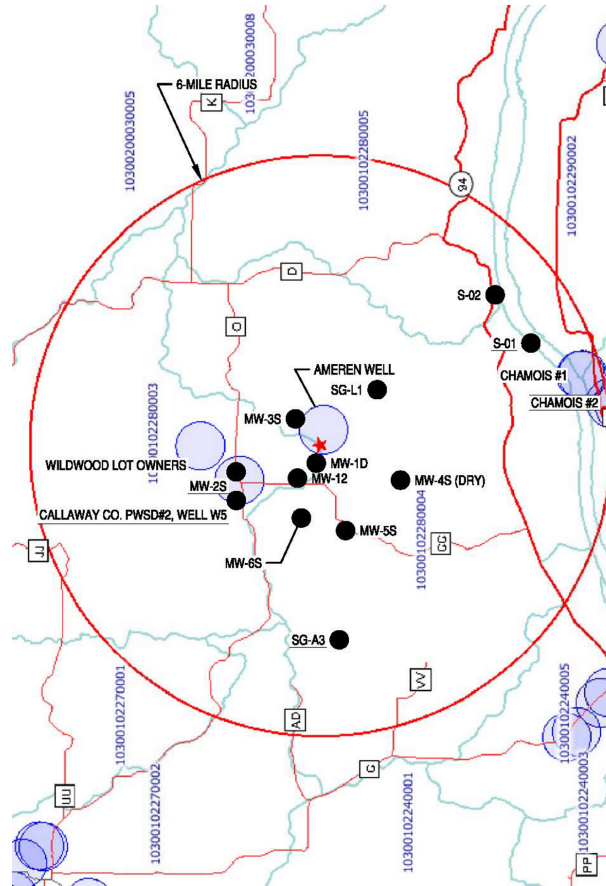 6-MILE RADIUS
K
10300200030008
10300200030005
10300102280005
94
10300102290002
D
O
S-02
S-01
AMEREN WELL
SG-L1
CHAMOIS #1
CHAMOIS #2
MW-3S
10300102280003
WILDWOOD LOT OWNERS
MW-1D
MW-2S
MW-12
MW-4S (DRY)
CALLAWAY CO. PWSD#2, WELL W5
10300102280004
MW-5S
GG
JJ
MW-6S
SG-A3
10300102270001
VV
AD
10300102240005
G
UU
10300102270002
10300102240001
10300102240003
PP